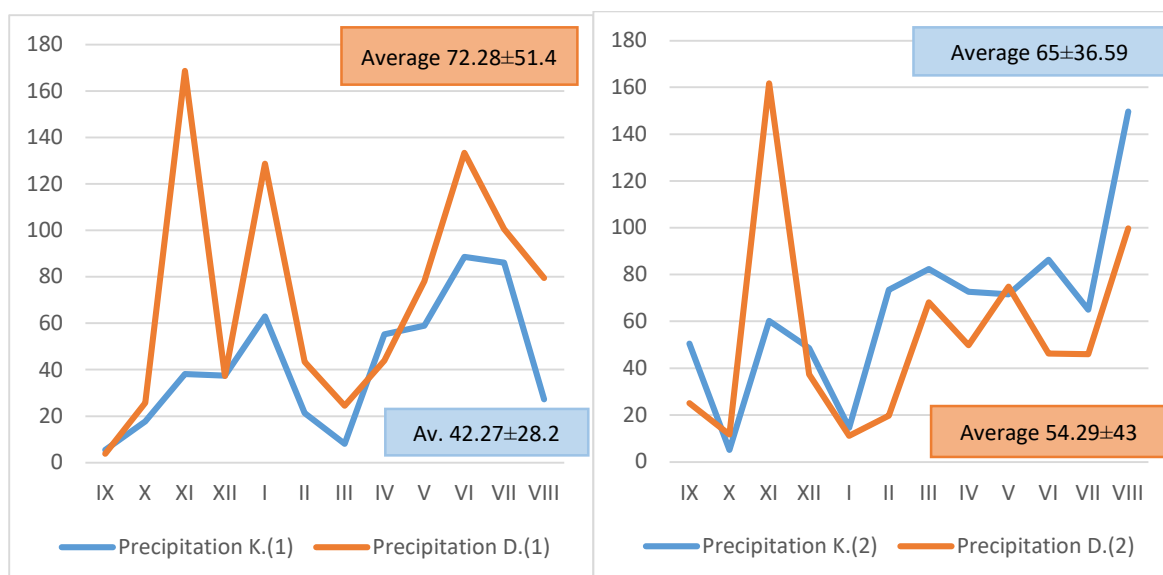 180
160
140
120
100
80
60
40
20
0
Average 72.28±51.4
Av. 42.27±28.2
IX X XI XII I II III IV V VI VII VIII
Precipitation K.(1) Precipitation D.(1)
180
160
140
120
100
80
60
40
20
0
Average 65±36.59
Average 54.29±43
IX X XI XII I II III IV V VI VII VIII
Precipitation K.(2) Precipitation D.(2)